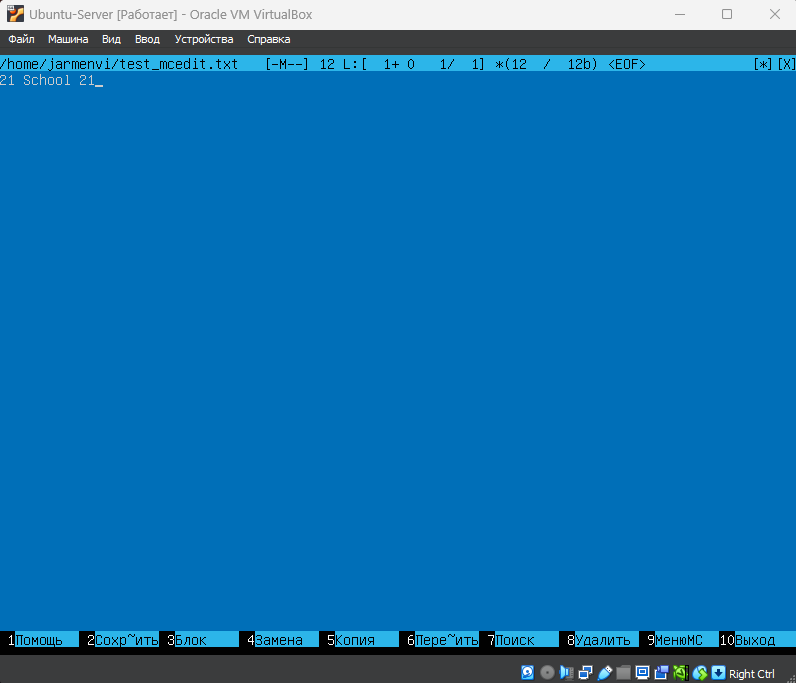 Ubuntu-Server [Работает] - Oracle VM VirtualBox
Файл Машина Вид Ввод Устройства Справка
/home/jarmenvi/test_mcedit.txt [-M--] 12 L:[ 1+ 0 1/ 1] *(12 / 12b) <EOF> [*][X]
21 School 21_
1Помощь 2Сохр~ить 3Блок 4Замена 5Копия 6Пере~ить 7Поиск 8Удалить 9МенюMC 10Выход
Right Ctrl